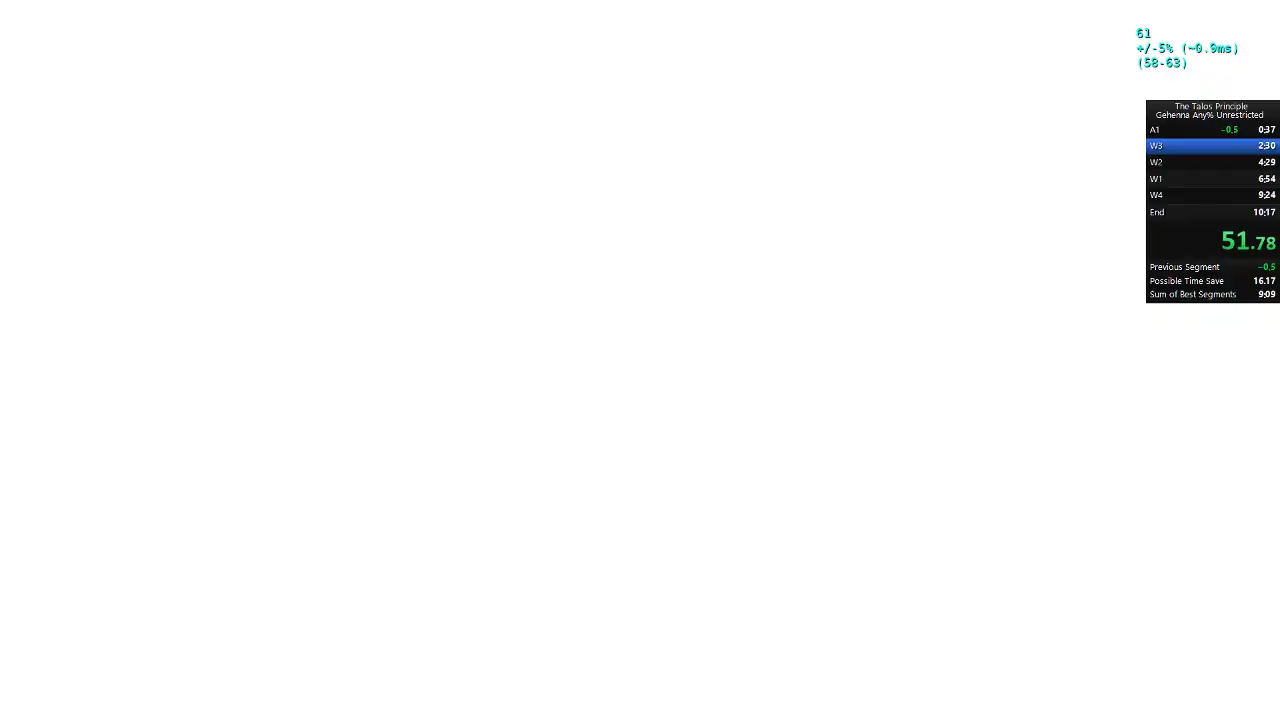 61
+/-5% (~0.9ms)
(58-63)
The Talos Principle
Gehenna Any% Unrestricted
A1 −0.5 0:37
W3 2:30
W2 4:29
W1 6:54
W4 9:24
End 10:17
51.78
Previous Segment −0.5
Possible Time Save 16.17
Sum of Best Segments 9:09